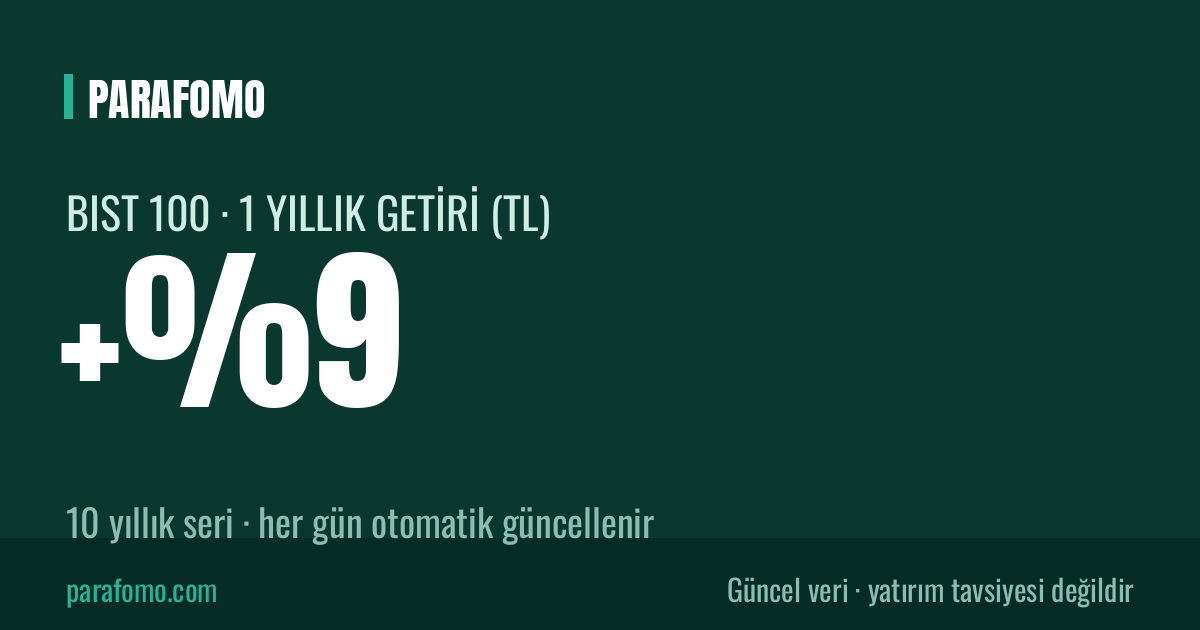 PARAFOMO
BIST 100 · 1 YILLIK GETİRİ (TL)
+%9
10 yıllık seri · her gün otomatik güncellenir
parafomo.com
Güncel veri · yatırım tavsiyesi değildir